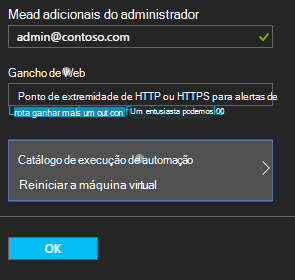 Mead adicionais do administrador
admin@contoso.com
Gancho de Web
Ponto de extremidade de HTTP ou HTTPS para alertas de
rota ganhar mais um out con Um entusiasta podemos
Catálogo de execução de automação
Reiniciar a máquina virtual
OK